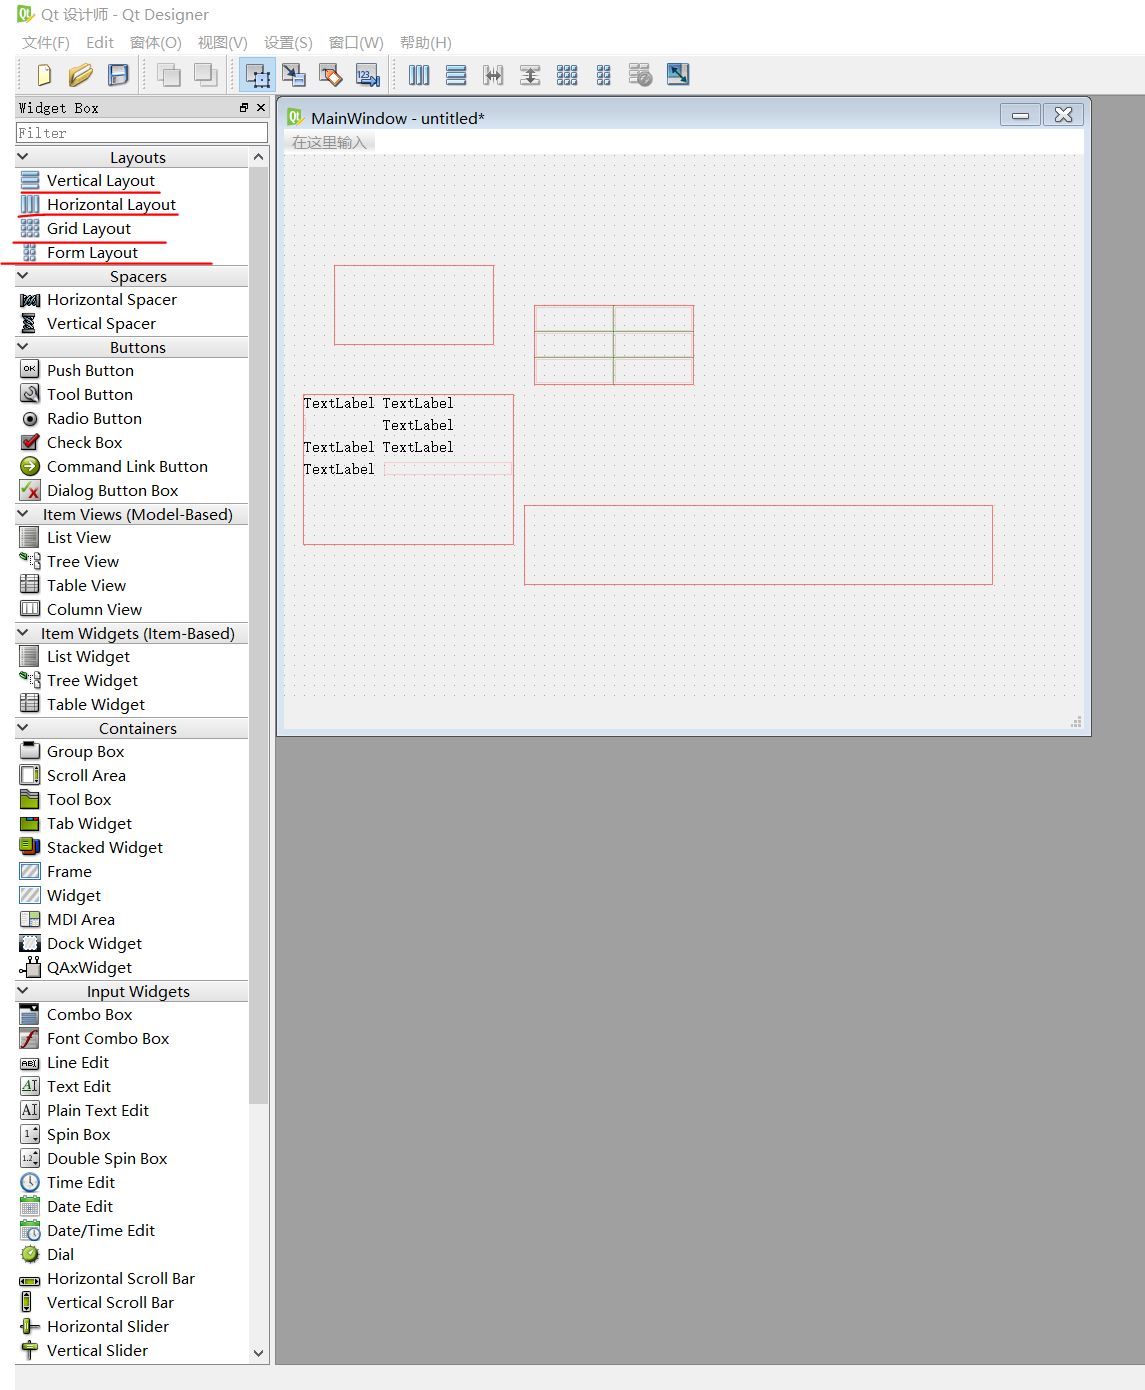 Qt 设计师 - Qt Designer
文件(F) Edit 窗体(O) 视图(V) 设置(S) 窗口(W) 帮助(H)
Widget Box
Filter
Layouts
Vertical Layout
Horizontal Layout
Grid Layout
Form Layout
Spacers
Horizontal Spacer
Vertical Spacer
Buttons
Push Button
Tool Button
Radio Button
Check Box
Command Link Button
Dialog Button Box
Item Views (Model-Based)
List View
Tree View
Table View
Column View
Item Widgets (Item-Based)
List Widget
Tree Widget
Table Widget
Containers
Group Box
Scroll Area
Tool Box
Tab Widget
Stacked Widget
Frame
Widget
MDI Area
Dock Widget
QAxWidget
Input Widgets
Combo Box
Font Combo Box
Line Edit
Text Edit
Plain Text Edit
Spin Box
Double Spin Box
Time Edit
Date Edit
Date/Time Edit
Dial
Horizontal Scroll Bar
Vertical Scroll Bar
Horizontal Slider
Vertical Slider
MainWindow - untitled*
在这里输入
TextLabel TextLabel
TextLabel
TextLabel TextLabel
TextLabel